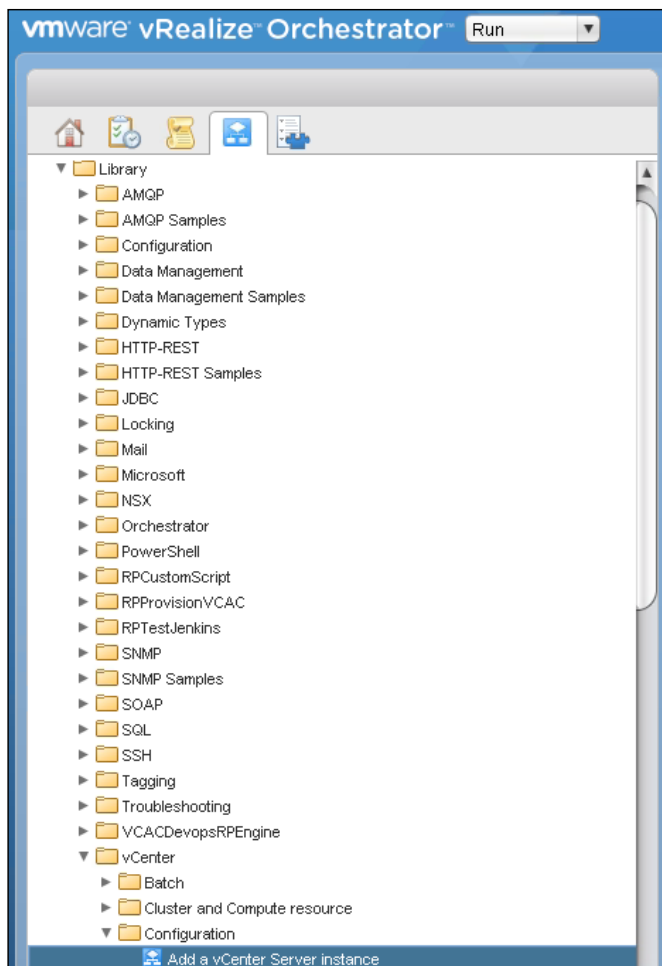 vmware vRealize™ Orchestrator™ Run
Library
AMQP
AMQP Samples
Configuration
Data Management
Data Management Samples
Dynamic Types
HTTP-REST
HTTP-REST Samples
JDBC
Locking
Mail
Microsoft
NSX
Orchestrator
PowerShell
RPCustomScript
RPProvisionVCAC
RPTestJenkins
SNMP
SNMP Samples
SOAP
SQL
SSH
Tagging
Troubleshooting
VCACDevopsRPEngine
vCenter
Batch
Cluster and Compute resource
Configuration
Add a vCenter Server instance